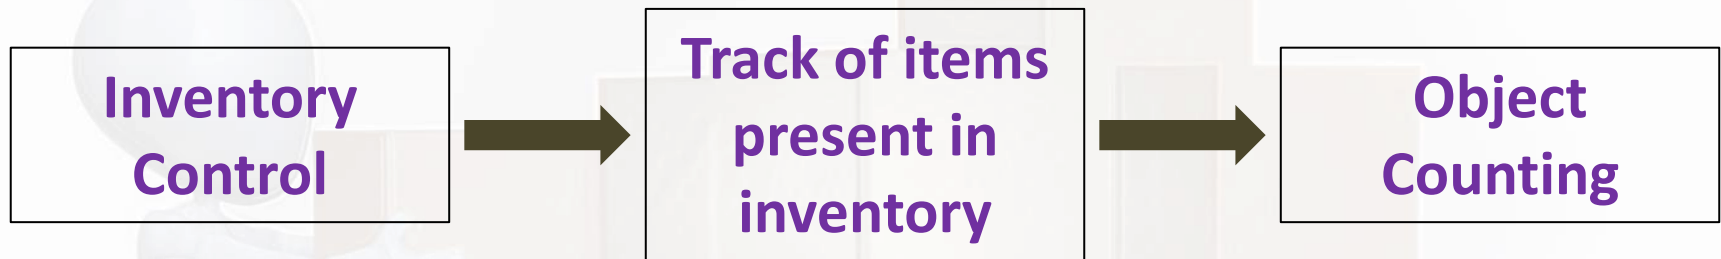 Inventory
Control
Track of items
present in
inventory
Object
Counting